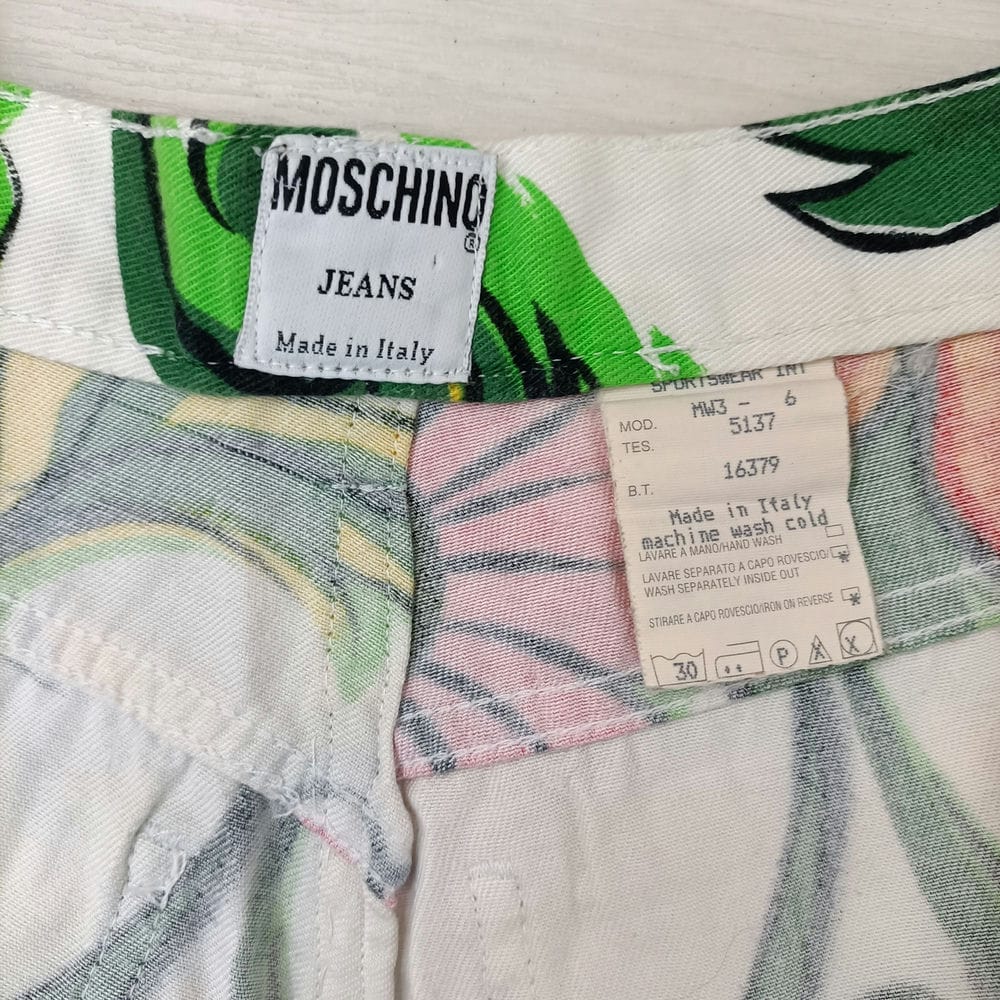 MOSCHINO
®
JEANS
Made in Italy
SPORTSWEAR INT
MOD. MW3 - 6
5137
TES.
16379
B.T.
Made in Italy
machine wash cold
LAVARE A MANO/HAND WASH
LAVARE SEPARATO A CAPO ROVESCIO/
WASH SEPARATELY INSIDE OUT
STIRARE A CAPO ROVESCIO/IRON ON REVERSE
30 P